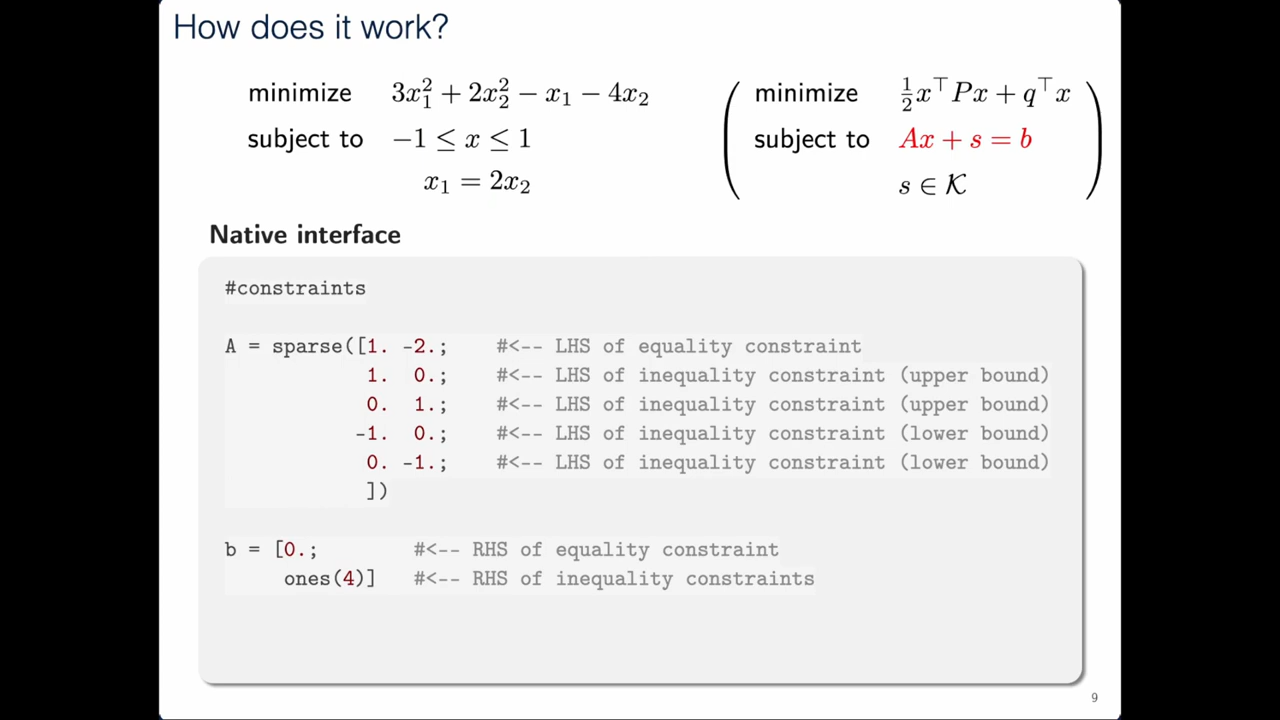 How does it work?
minimize 3x₁² + 2x₂² − x₁ − 4x₂
subject to −1 ≤ x ≤ 1
x₁ = 2x₂
minimize ½x⊤Px + q⊤x
subject to Ax + s = b
s ∈ 𝒦
Native interface
#constraints
A = sparse([1. -2.; #<-- LHS of equality constraint
1. 0.; #<-- LHS of inequality constraint (upper bound)
0. 1.; #<-- LHS of inequality constraint (upper bound)
-1. 0.; #<-- LHS of inequality constraint (lower bound)
0. -1.; #<-- LHS of inequality constraint (lower bound)
])
b = [0.; #<-- RHS of equality constraint
ones(4)] #<-- RHS of inequality constraints
9